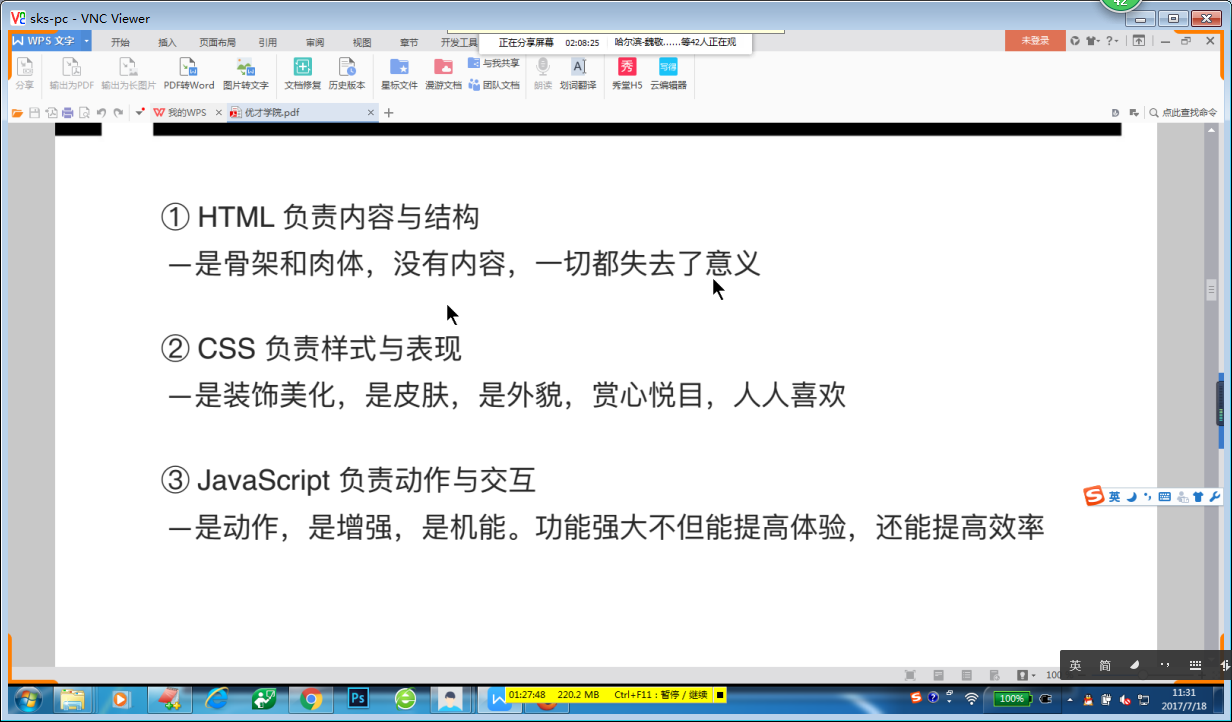 42
sks-pc - VNC Viewer
WPS 文字
开始
插入
页面布局
引用
审阅
视图
章节
开发工具
正在分享屏幕 02:08:25 哈尔滨-魏敬……等42人正在观
未登录
分享
输出为PDF
输出为长图片
PDF转Word
图片转文字
文档修复
历史版本
星标文件
漫游文档
与我共享
团队文档
朗读
划词翻译
秀
秀堂H5
写得
云编辑器
我的WPS
优才学院.pdf
点此查找命令
① HTML 负责内容与结构
—是骨架和肉体，没有内容，一切都失去了意义
② CSS 负责样式与表现
—是装饰美化，是皮肤，是外貌，赏心悦目，人人喜欢
③ JavaScript 负责动作与交互
—是动作，是增强，是机能。功能强大不但能提高体验，还能提高效率
英
英 简
100
Ps
01:27:48 220.2 MB Ctrl+F11 : 暂停 / 继续
100%
11:31
2017/7/18